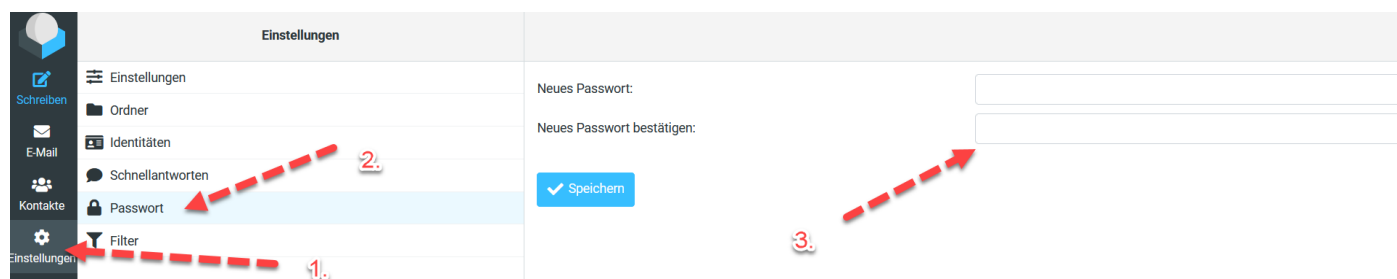 Schreiben
E-Mail
Kontakte
Einstellungen
Einstellungen
Einstellungen
Ordner
Identitäten
Schnellantworten
Passwort
Filter
1.
2.
Neues Passwort:
Neues Passwort bestätigen:
Speichern
3.